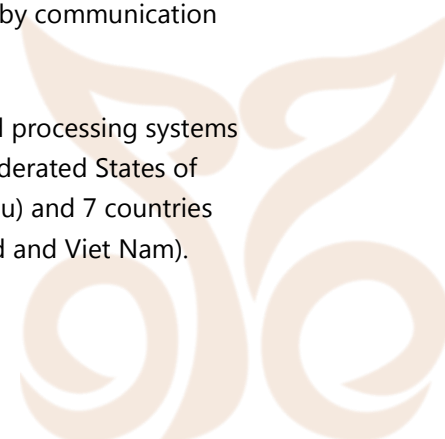 by communication
processing systems
derated States of
u) and 7 countries
d and Viet Nam).